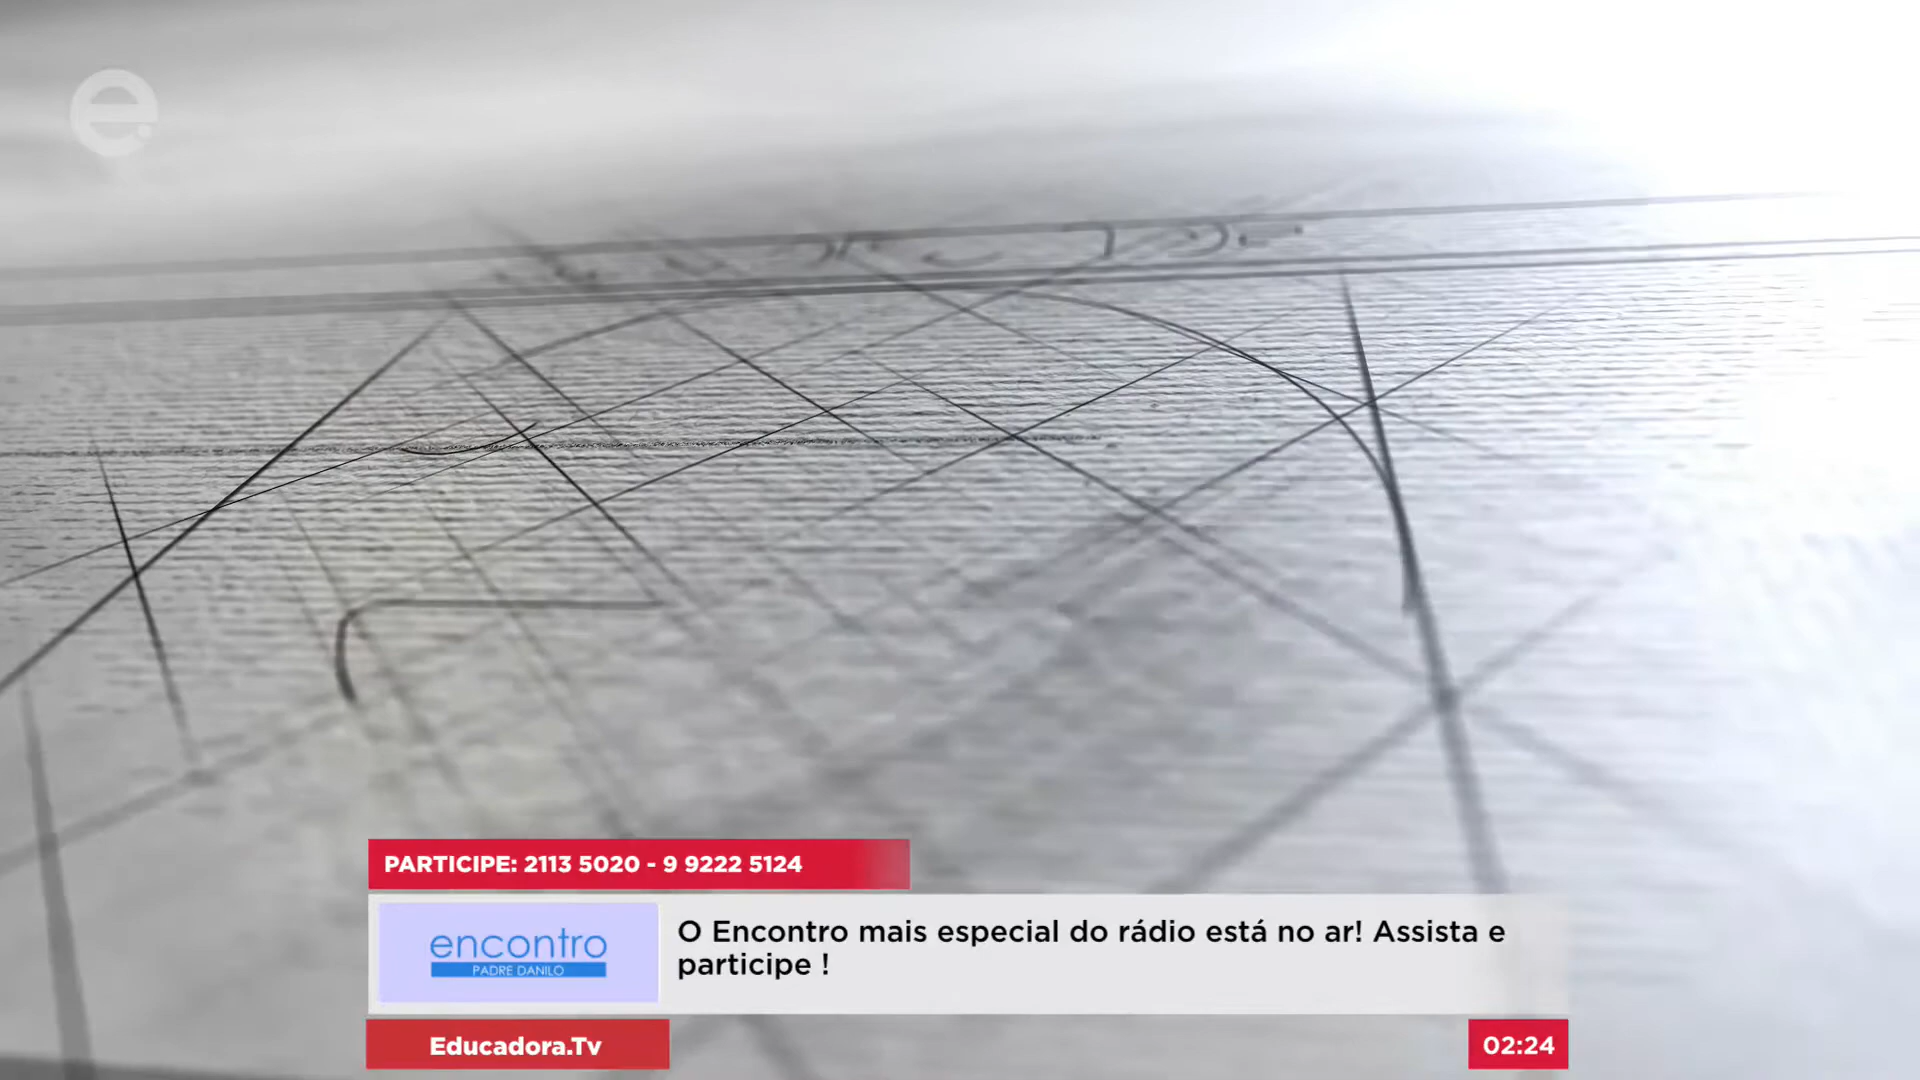 e
PARTICIPE: 2113 5020 - 9 9222 5124
encontro
PADRE DANILO
O Encontro mais especial do rádio está no ar! Assista e
participe !
Educadora.Tv
02:24